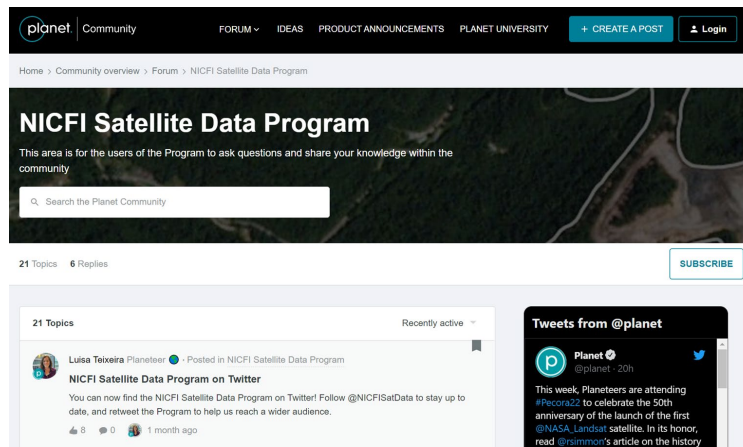 planet. Community
FORUM IDEAS PRODUCT ANNOUNCEMENTS PLANET UNIVERSITY + CREATE A POST Login
Home > Community overview > Forum > NICFI Satellite Data Program
NICFI Satellite Data Program
This area is for the users of the Program to ask questions and share your knowledge within the
community
Search the Planet Community
21 Topics 6 Replies
SUBSCRIBE
21 Topics Recently active
Luisa Teixeira Planeteer · Posted in NICFI Satellite Data Program
NICFI Satellite Data Program on Twitter
You can now find the NICFI Satellite Data Program on Twitter! Follow @NICFISatData to stay up to
date, and retweet the Program to help us reach a wider audience.
8 0 1 month ago
Tweets from @planet
Planet
@planet · 20h
This week, Planeteers are attending
#Pecora22 to celebrate the 50th
anniversary of the launch of the first
@NASA_Landsat satellite. In its honor,
read @rsimmon's article on the history